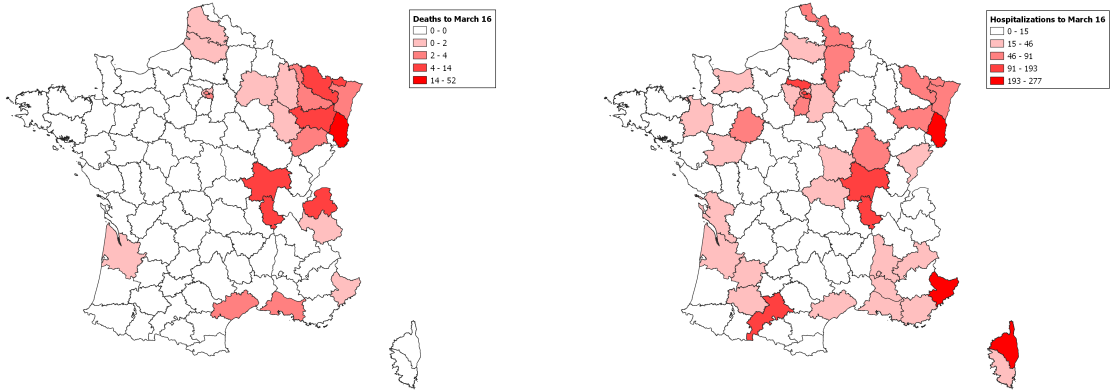 Deaths to March 16
0 - 0
0 - 2
2 - 4
4 - 14
14 - 52
Hospitalizations to March 16
0 - 15
15 - 46
46 - 91
91 - 193
193 - 277